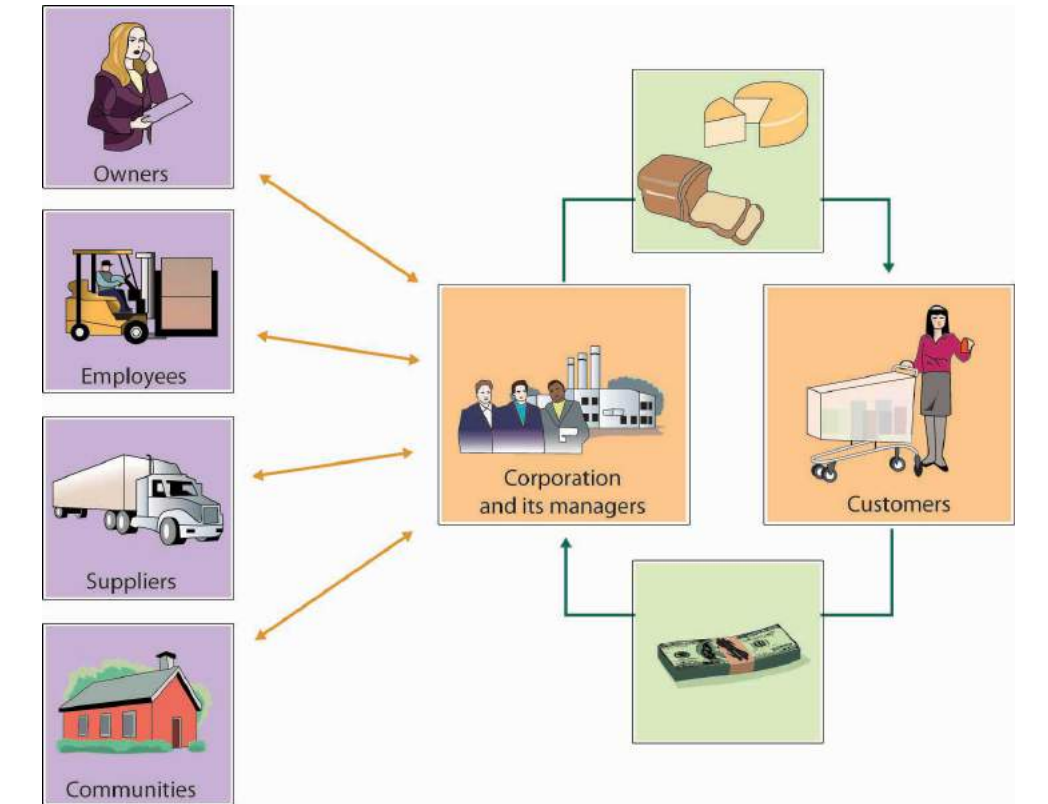 Owners
Employees
Suppliers
Communities
Corporation
and its managers
Customers